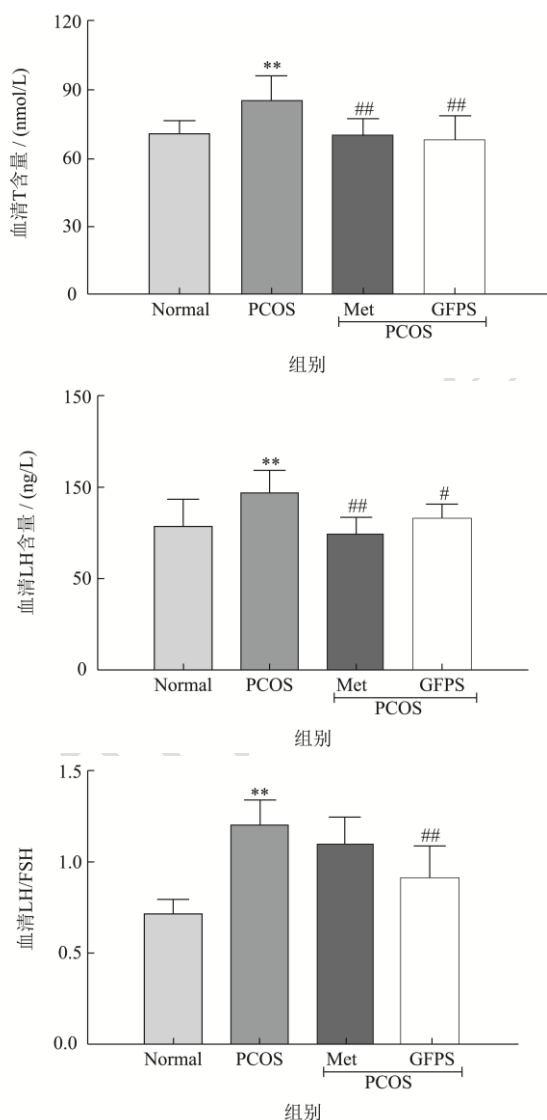 120
90
60
30
0
血清T含量 / (nmol/L)
**
##
##
Normal PCOS Met GFPS
PCOS
组别
150
150
50
0
血清LH含量 / (ng/L)
**
##
#
Normal PCOS Met GFPS
PCOS
组别
1.5
1.0
0.5
0.0
血清LH/FSH
**
##
Normal PCOS Met GFPS
PCOS
组别